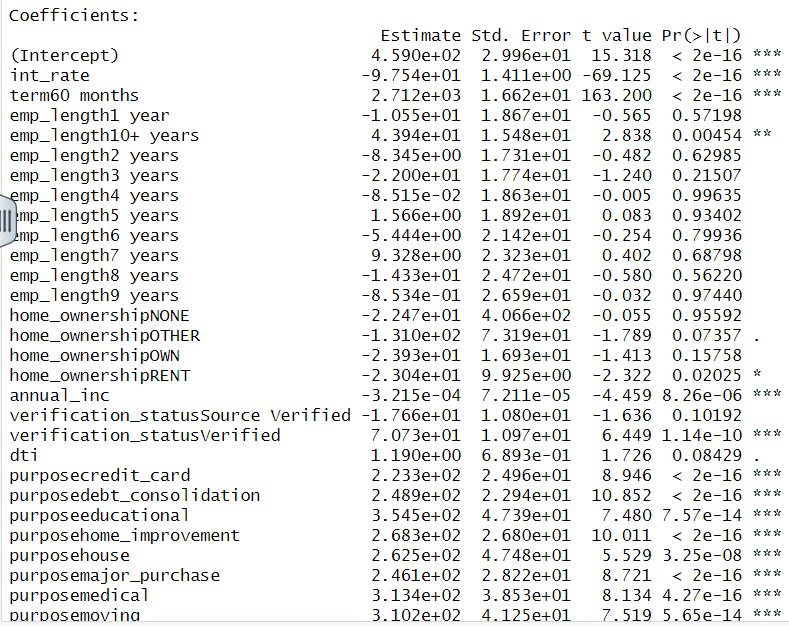 Coefficients:
Estimate Std. Error t value Pr(>|t|)
(Intercept) 4.590e+02 2.996e+01 15.318 < 2e-16 ***
int_rate -9.754e+01 1.411e+00 -69.125 < 2e-16 ***
term60 months 2.712e+03 1.662e+01 163.200 < 2e-16 ***
emp_length1 year -1.055e+01 1.867e+01 -0.565 0.57198
emp_length10+ years 4.394e+01 1.548e+01 2.838 0.00454 **
emp_length2 years -8.345e+00 1.731e+01 -0.482 0.62985
emp_length3 years -2.200e+01 1.774e+01 -1.240 0.21507
emp_length4 years -8.515e-02 1.863e+01 -0.005 0.99635
emp_length5 years 1.566e+00 1.892e+01 0.083 0.93402
emp_length6 years -5.444e+00 2.142e+01 -0.254 0.79936
emp_length7 years 9.328e+00 2.323e+01 0.402 0.68798
emp_length8 years -1.433e+01 2.472e+01 -0.580 0.56220
emp_length9 years -8.534e-01 2.659e+01 -0.032 0.97440
home_ownershipNONE -2.247e+01 4.066e+02 -0.055 0.95592
home_ownershipOTHER -1.310e+02 7.319e+01 -1.789 0.07357 .
home_ownershipOWN -2.393e+01 1.693e+01 -1.413 0.15758
home_ownershipRENT -2.304e+01 9.925e+00 -2.322 0.02025 *
annual_inc -3.215e-04 7.211e-05 -4.459 8.26e-06 ***
verification_statusSource Verified -1.766e+01 1.080e+01 -1.636 0.10192
verification_statusVerified 7.073e+01 1.097e+01 6.449 1.14e-10 ***
dti 1.190e+00 6.893e-01 1.726 0.08429 .
purposecredit_card 2.233e+02 2.496e+01 8.946 < 2e-16 ***
purposedebt_consolidation 2.489e+02 2.294e+01 10.852 < 2e-16 ***
purposeeducational 3.545e+02 4.739e+01 7.480 7.57e-14 ***
purposehome_improvement 2.683e+02 2.680e+01 10.011 < 2e-16 ***
purposehouse 2.625e+02 4.748e+01 5.529 3.25e-08 ***
purposemajor_purchase 2.461e+02 2.822e+01 8.721 < 2e-16 ***
purposemedical 3.134e+02 3.853e+01 8.134 4.27e-16 ***
purposemoving 3.102e+02 4.125e+01 7.519 5.65e-14 ***